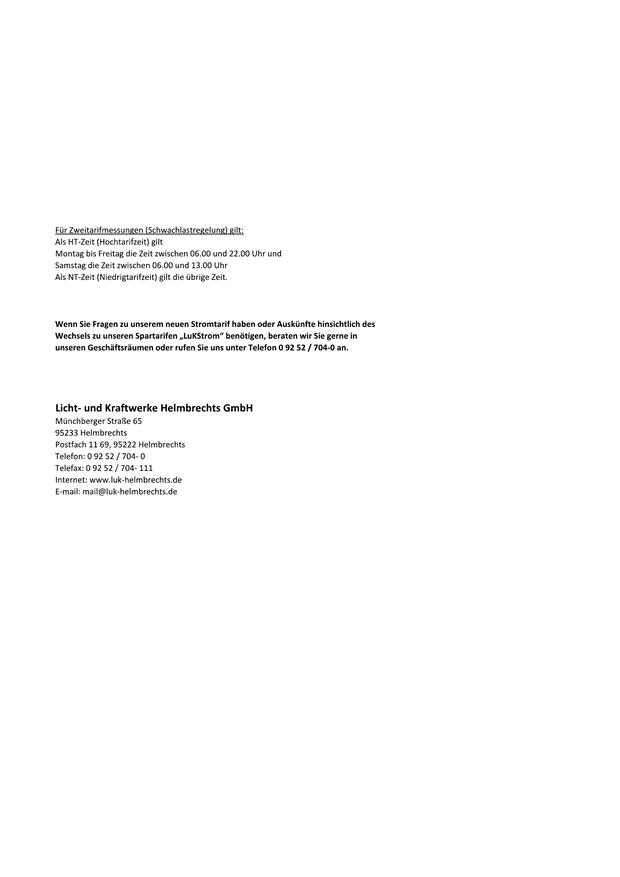 Für Zweitarifmessungen (Schwachlastregelung) gilt:
Als HT-Zeit (Hochtarifzeit) gilt
Montag bis Freitag die Zeit zwischen 06.00 und 22.00 Uhr und
Samstag die Zeit zwischen 06.00 und 13.00 Uhr
Als NT-Zeit (Niedrigtarifzeit) gilt die übrige Zeit.
Wenn Sie Fragen zu unserem neuen Stromtarif haben oder Auskünfte hinsichtlich des
Wechsels zu unseren Spartarifen „LuKStrom“ benötigen, beraten wir Sie gerne in
unseren Geschäftsräumen oder rufen Sie uns unter Telefon 0 92 52 / 704-0 an.
Licht- und Kraftwerke Helmbrechts GmbH
Münchberger Straße 65
95233 Helmbrechts
Postfach 11 69, 95222 Helmbrechts
Telefon: 0 92 52 / 704- 0
Telefax: 0 92 52 / 704- 111
Internet: www.luk-helmbrechts.de
E-mail: mail@luk-helmbrechts.de